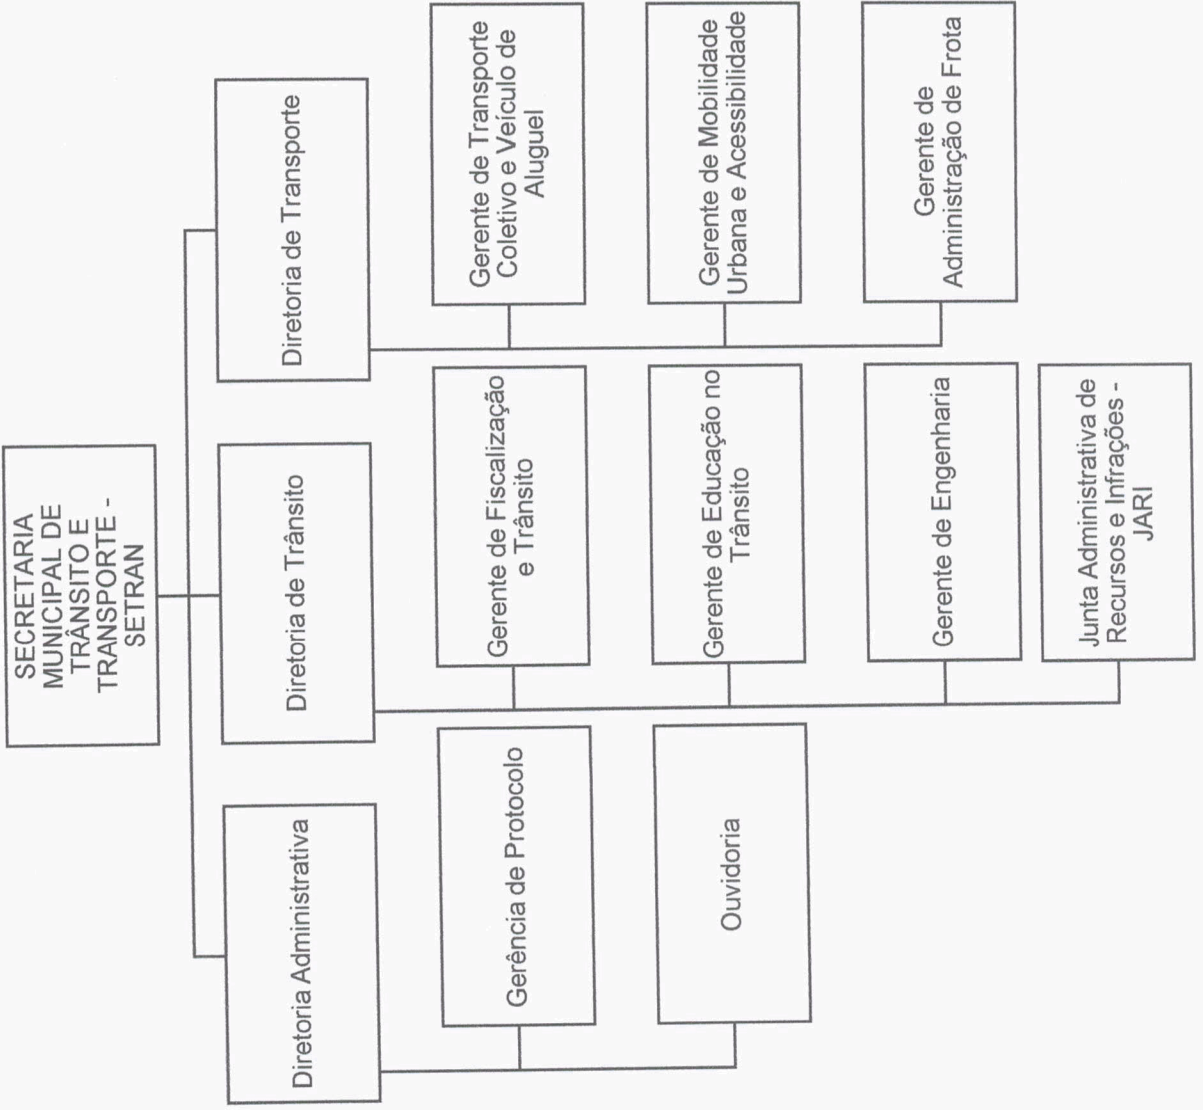 SECRETARIA
MUNICIPAL DE
TRÂNSITO E
TRANSPORTE -
SETRAN
Diretoria Administrativa
Gerência de Protocolo
Ouvidoria
Diretoria de Trânsito
Gerente de Fiscalização
e Trânsito
Gerente de Educação no
Trânsito
Gerente de Engenharia
Junta Administrativa de
Recursos e Infrações -
JARI
Diretoria de Transporte
Gerente de Transporte
Coletivo e Veículo de
Aluguel
Gerente de Mobilidade
Urbana e Acessibilidade
Gerente de
Administração de Frota